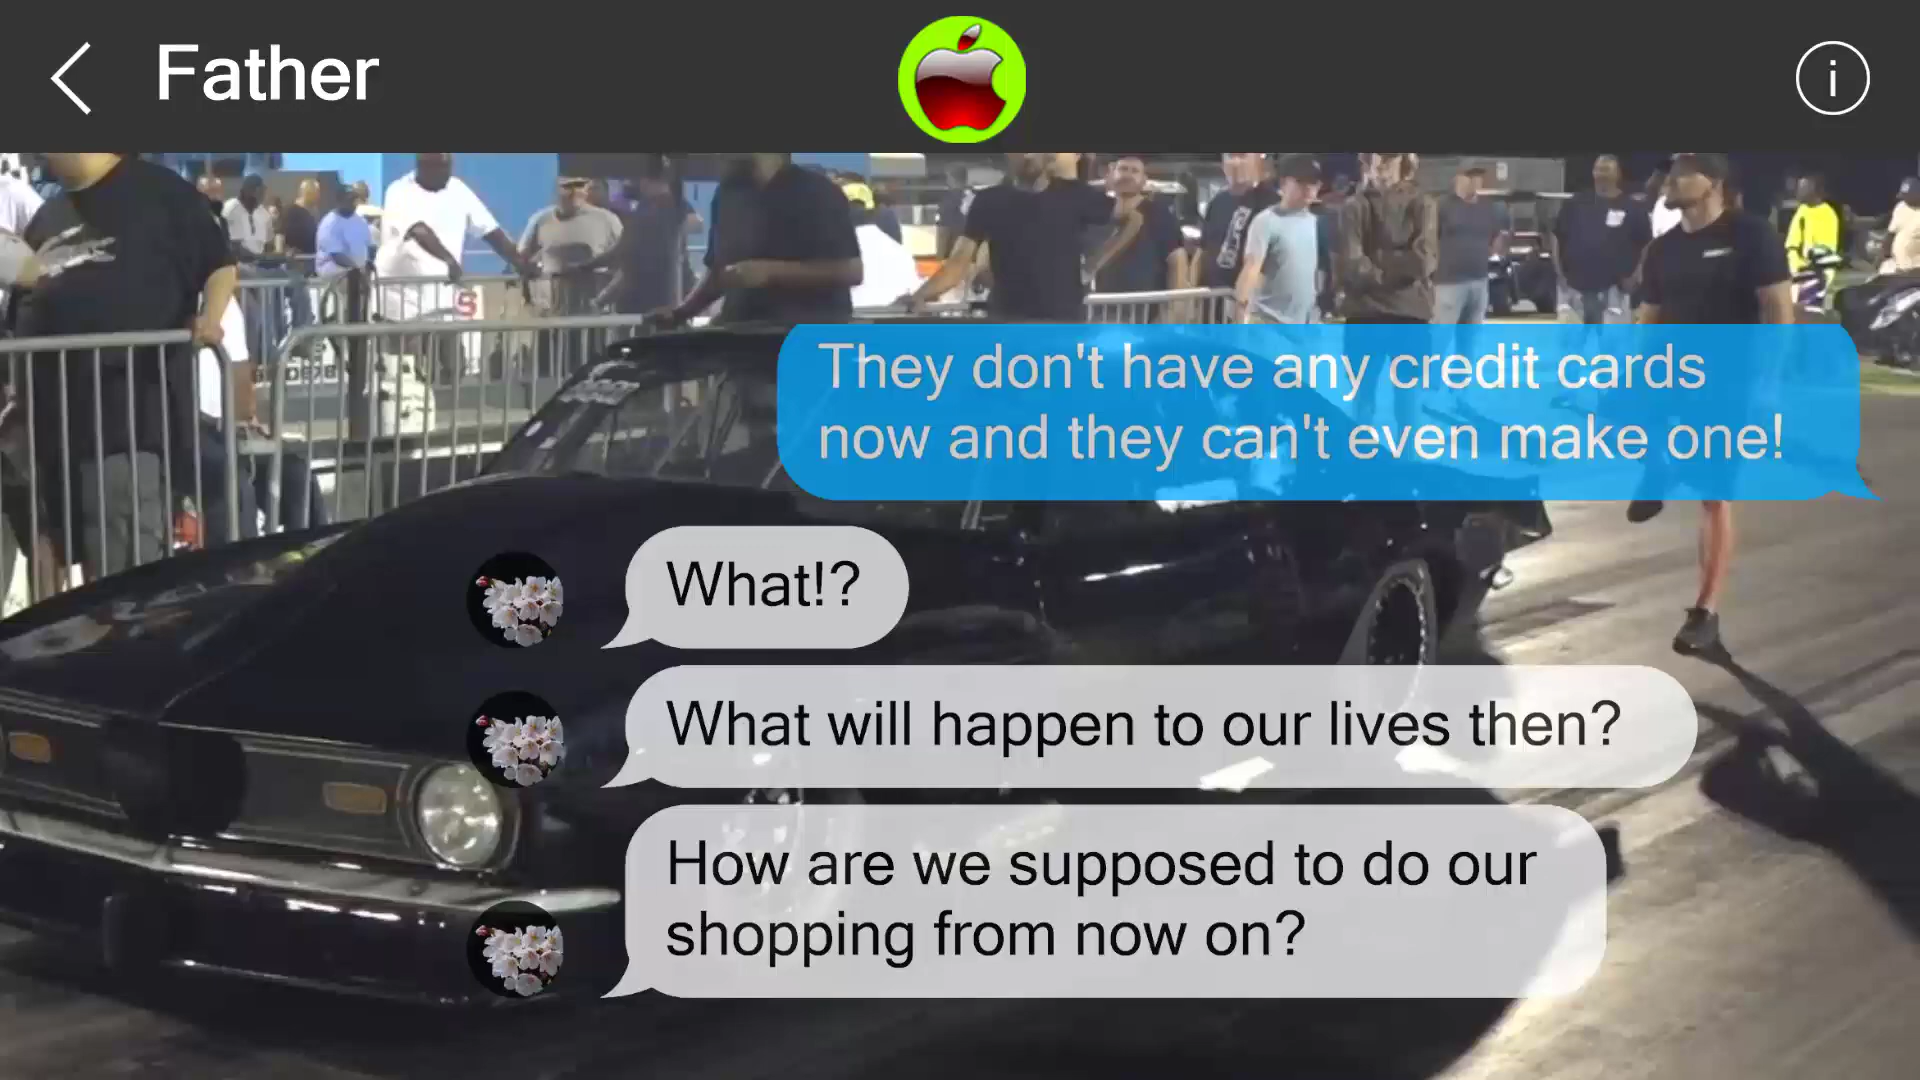 Father
They don't have any credit cards
now and they can't even make one!
What!?
What will happen to our lives then?
How are we supposed to do our
shopping from now on?